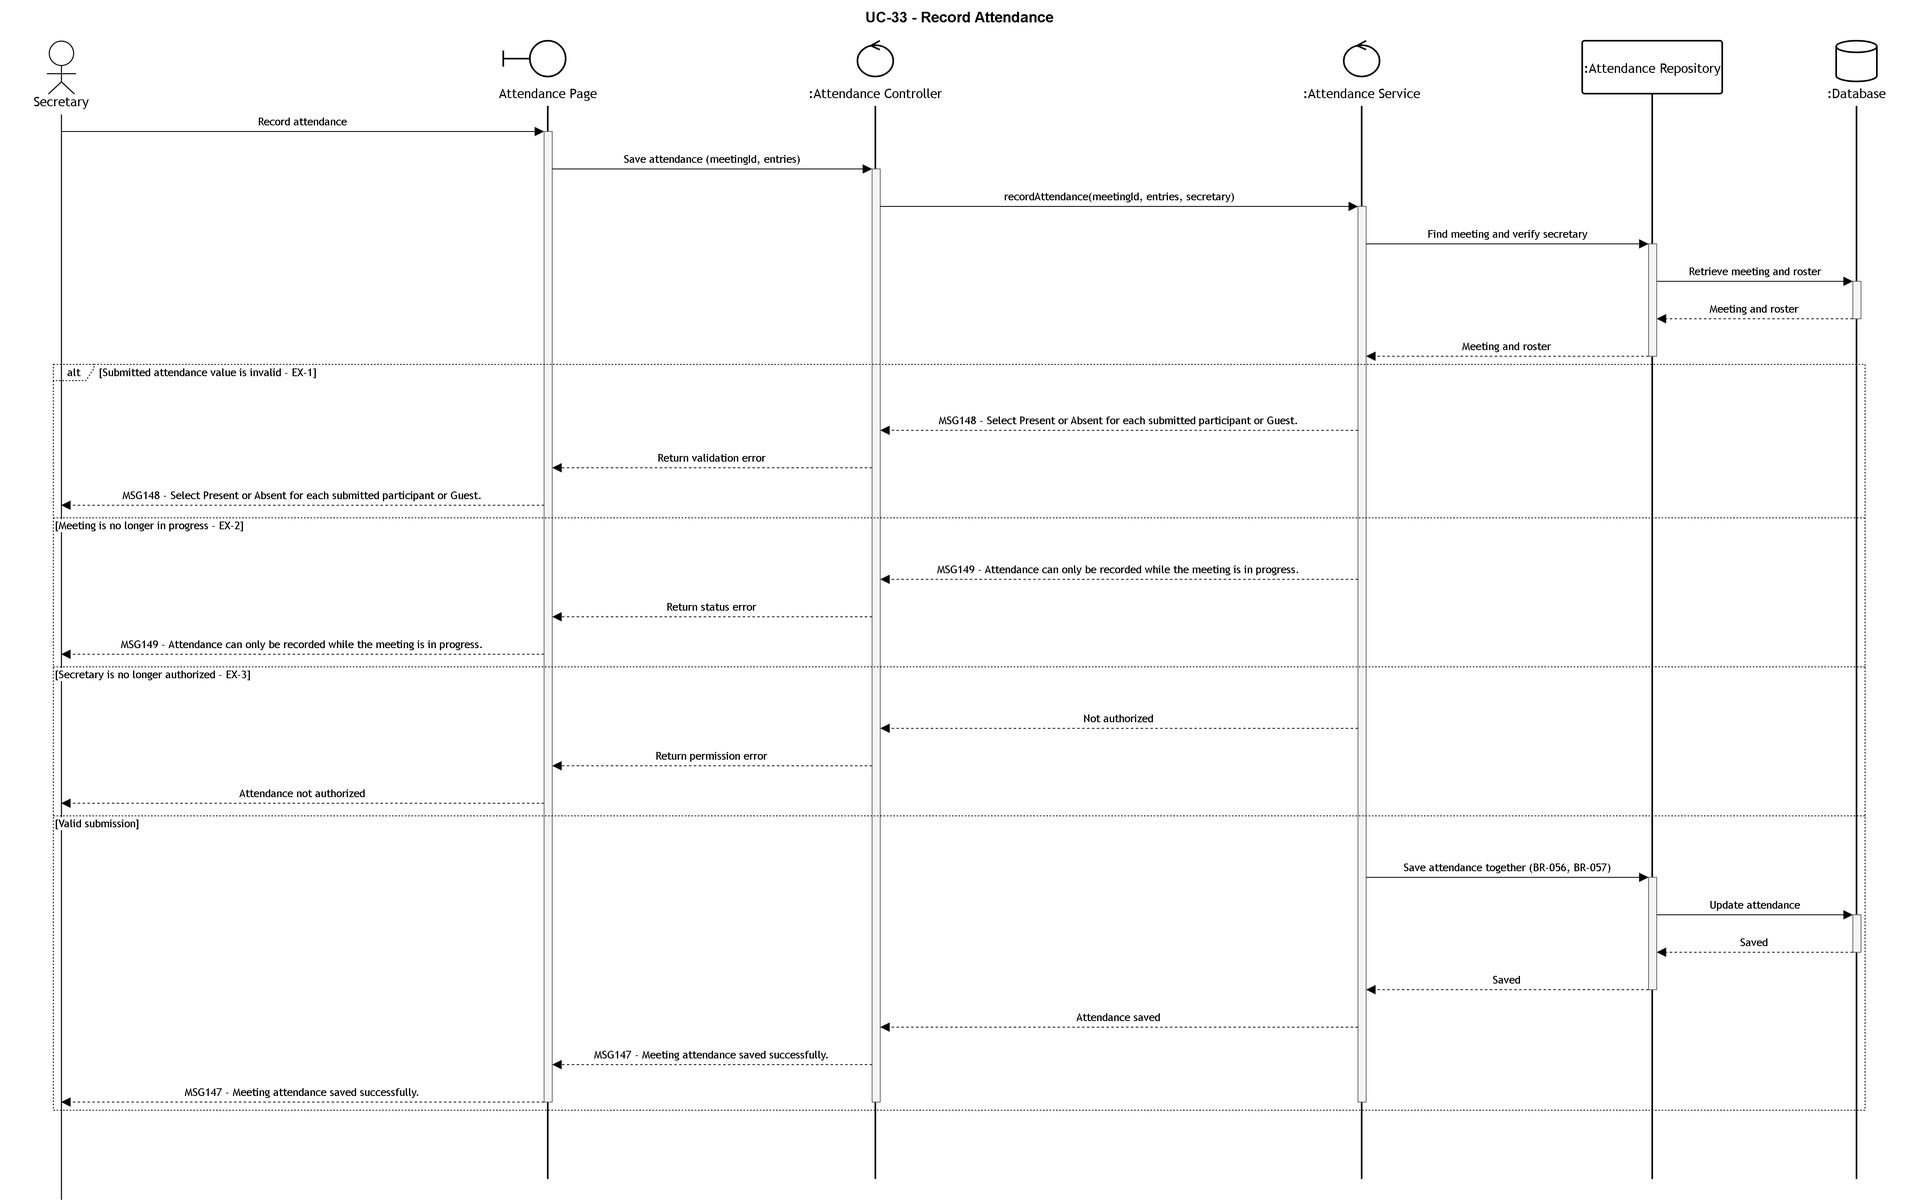 UC-33 - Record Attendance
Secretary
Attendance Page
:Attendance Controller
:Attendance Service
:Attendance Repository
:Database
Record attendance
Save attendance (meetingId, entries)
recordAttendance(meetingId, entries, secretary)
Find meeting and verify secretary
Retrieve meeting and roster
Meeting and roster
Meeting and roster
alt [Submitted attendance value is invalid - EX-1]
MSG148 - Select Present or Absent for each submitted participant or Guest.
Return validation error
MSG148 - Select Present or Absent for each submitted participant or Guest.
[Meeting is no longer in progress - EX-2]
MSG149 - Attendance can only be recorded while the meeting is in progress.
Return status error
MSG149 - Attendance can only be recorded while the meeting is in progress.
[Secretary is no longer authorized - EX-3]
Not authorized
Return permission error
Attendance not authorized
[Valid submission]
Save attendance together (BR-056, BR-057)
Update attendance
Saved
Saved
Attendance saved
MSG147 - Meeting attendance saved successfully.
MSG147 - Meeting attendance saved successfully.